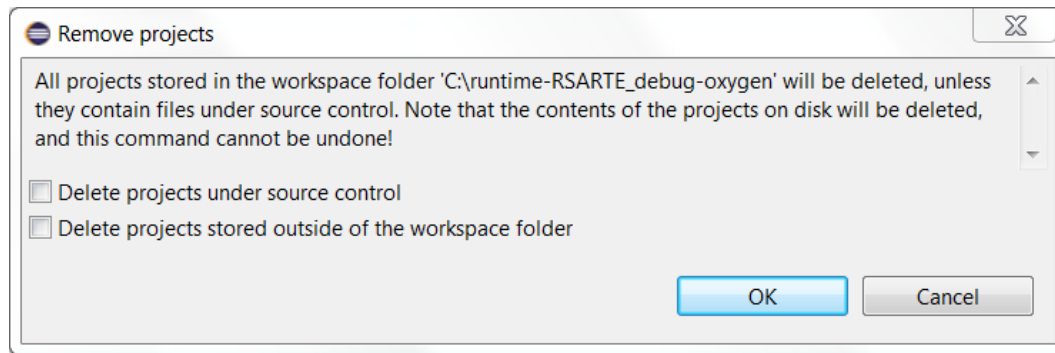 Remove projects
All projects stored in the workspace folder 'C:\runtime-RSARTE_debug-oxygen' will be deleted, unless
they contain files under source control. Note that the contents of the projects on disk will be deleted,
and this command cannot be undone!
Delete projects under source control
Delete projects stored outside of the workspace folder
OK
Cancel